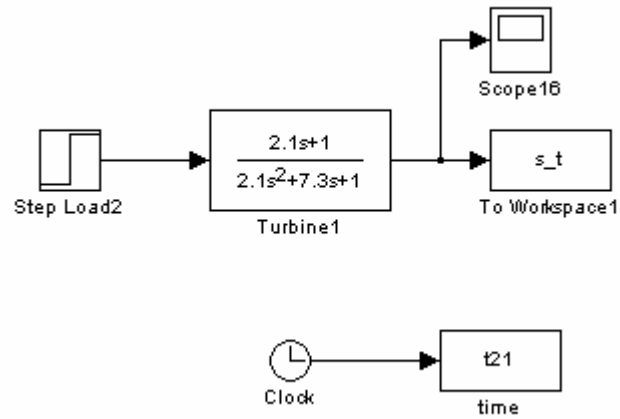 Scope16
2.1s+1
2.1s²+7.3s+1
s_t
Step Load2
Turbine1
To Workspace1
t21
Clock
time